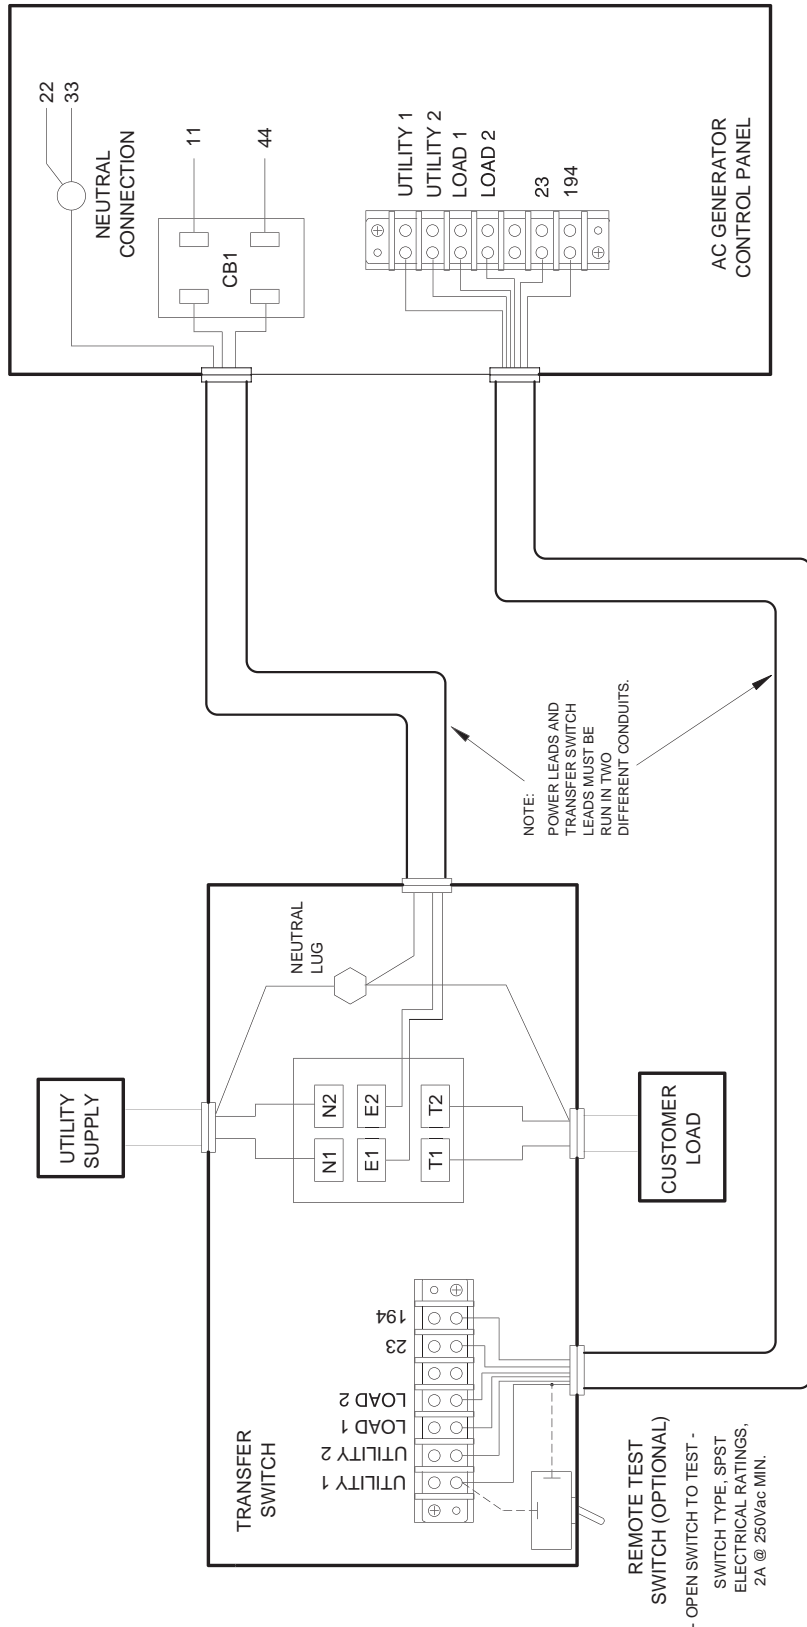 22
33
NEUTRAL
CONNECTION
11
44
CB1
UTILITY 1
UTILITY 2
LOAD 1
LOAD 2
23
194
AC GENERATOR
CONTROL PANEL
NOTE:
POWER LEADS AND
TRANSFER SWITCH
LEADS MUST BE
RUN IN TWO
DIFFERENT CONDUITS.
UTILITY
SUPPLY
NEUTRAL
LUG
N1
N2
E1
E2
T1
T2
CUSTOMER
LOAD
TRANSFER
SWITCH
194
23
LOAD 2
LOAD 1
UTILITY 2
UTILITY 1
REMOTE TEST
SWITCH (OPTIONAL)
- OPEN SWITCH TO TEST -
SWITCH TYPE, SPST
ELECTRICAL RATINGS,
2A @ 250Vac MIN.